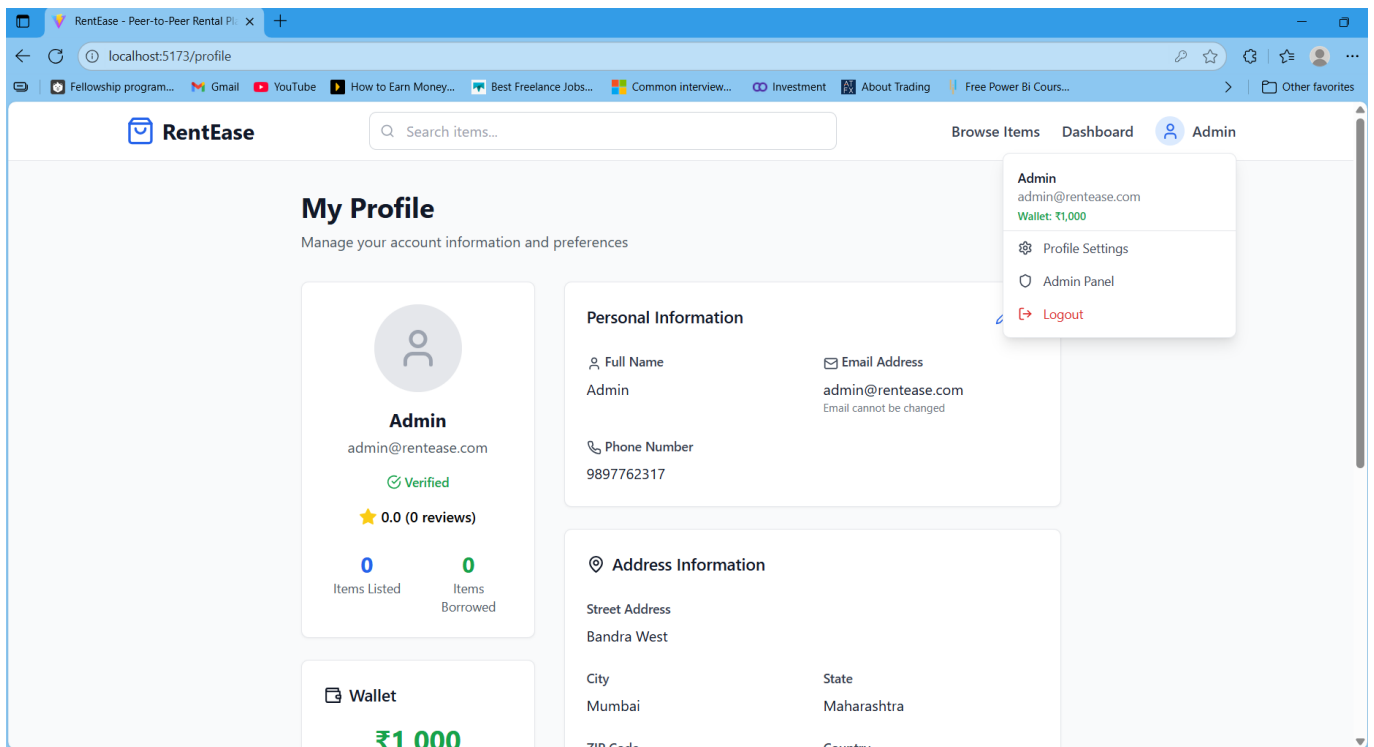 RentEase - Peer-to-Peer Rental Pl
localhost:5173/profile
Fellowship program... Gmail YouTube How to Earn Money... Best Freelance Jobs... Common interview... Investment About Trading Free Power Bi Cours... Other favorites
RentEase Search items... Browse Items Dashboard Admin
Admin
admin@rentease.com
Wallet: ₹1,000
Profile Settings
Admin Panel
Logout
My Profile
Manage your account information and preferences
Admin
admin@rentease.com
Verified
0.0 (0 reviews)
0 0
Items Listed Items
Borrowed
Wallet
₹1,000
Personal Information
Full Name Email Address
Admin admin@rentease.com
Email cannot be changed
Phone Number
9897762317
Address Information
Street Address
Bandra West
City State
Mumbai Maharashtra
ZIP Code Country